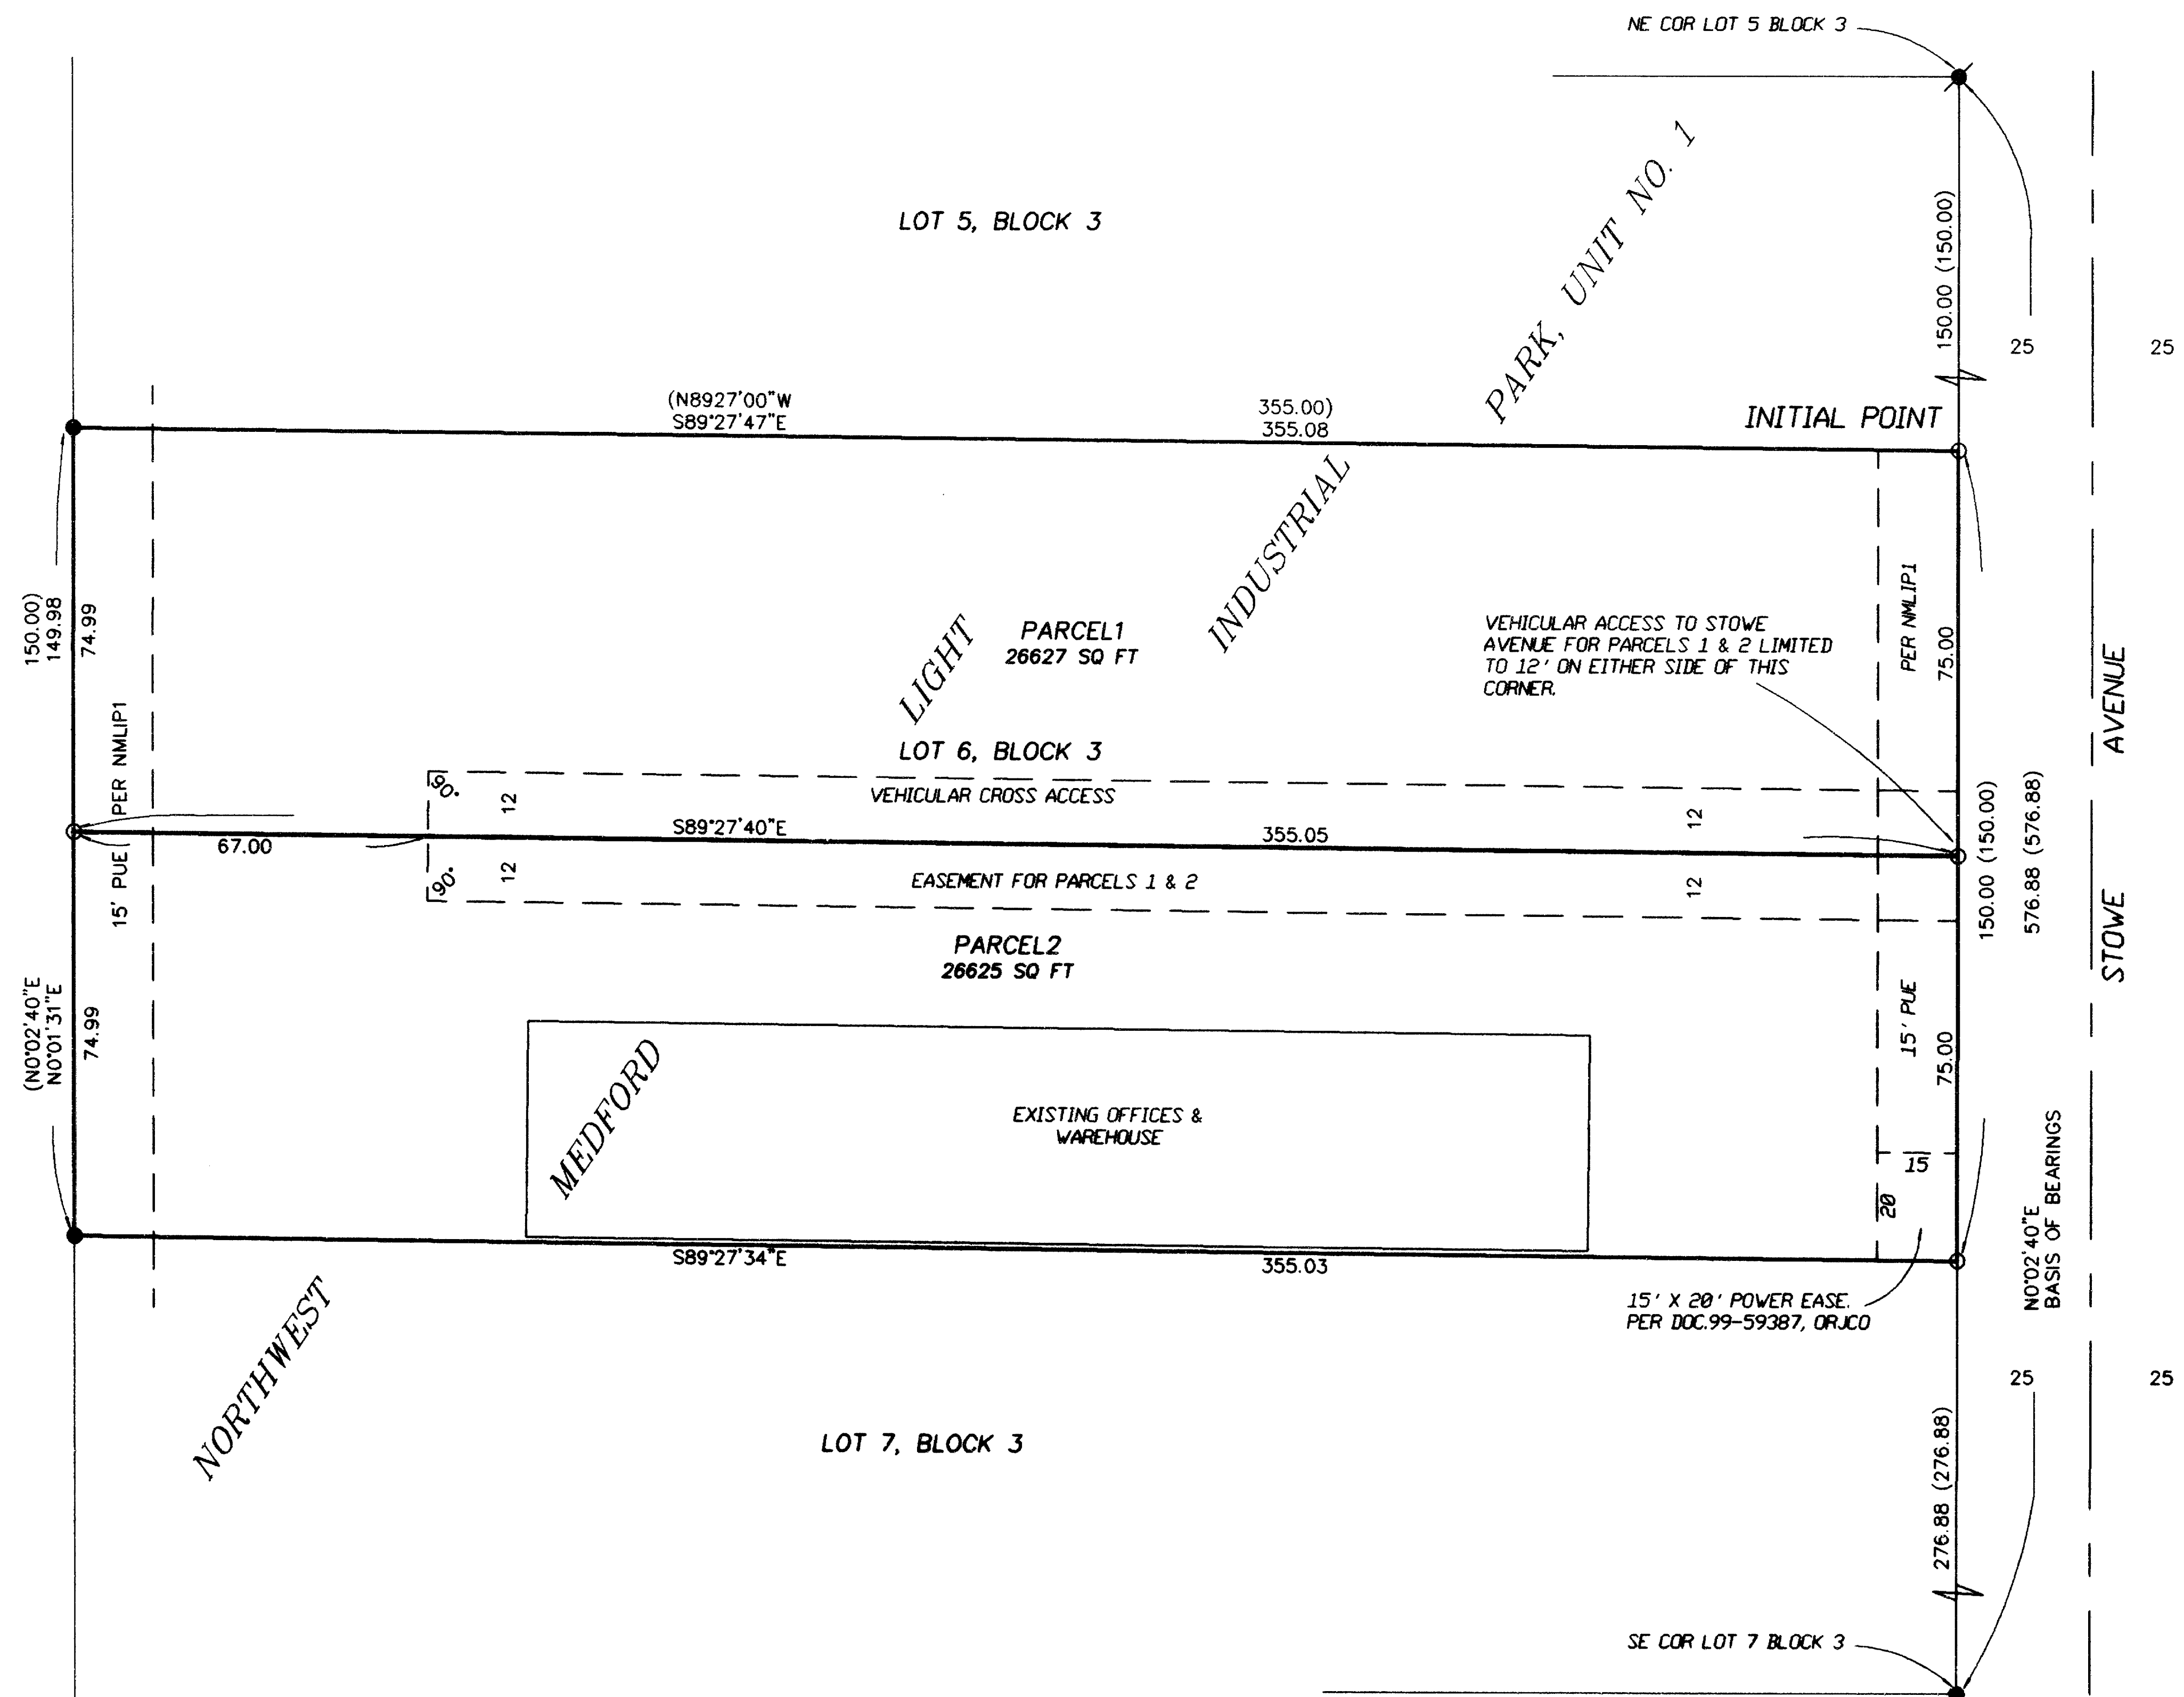 NE COR LOT 5 BLOCK 3
LOT 5, BLOCK 3
150.00 (150.00)
25
25
(N8927'00"W
S89°27'47"E
355.00)
355.08
INITIAL POINT
NORTHWEST
MEDFORD
LIGHT
INDUSTRIAL
PARK, UNIT NO. 1
150.00)
149.98
74.99
PARCEL1
26627 SQ FT
VEHICULAR ACCESS TO STOWE
AVENUE FOR PARCELS 1 & 2 LIMITED
TO 12' ON EITHER SIDE OF THIS
CORNER.
PER NMLIP1
75.00
STOWE AVENUE
15' PUE PER NMLIP1
LOT 6, BLOCK 3
90°
12
VEHICULAR CROSS ACCESS
12
S89°27'40"E
355.05
67.00
90°
12
EASEMENT FOR PARCELS 1 & 2
12
150.00 (150.00)
576.88 (576.88)
PARCEL2
26625 SQ FT
(N0°02'40"E
N0°01'31"E
74.99
15' PUE
75.00
EXISTING OFFICES &
WAREHOUSE
15
20
N0°02'40"E
BASIS OF BEARINGS
S89°27'34"E
355.03
15' X 20' POWER EASE.
PER DOC.99-59387, ORJCO
25
25
LOT 7, BLOCK 3
276.88 (276.88)
SE COR LOT 7 BLOCK 3